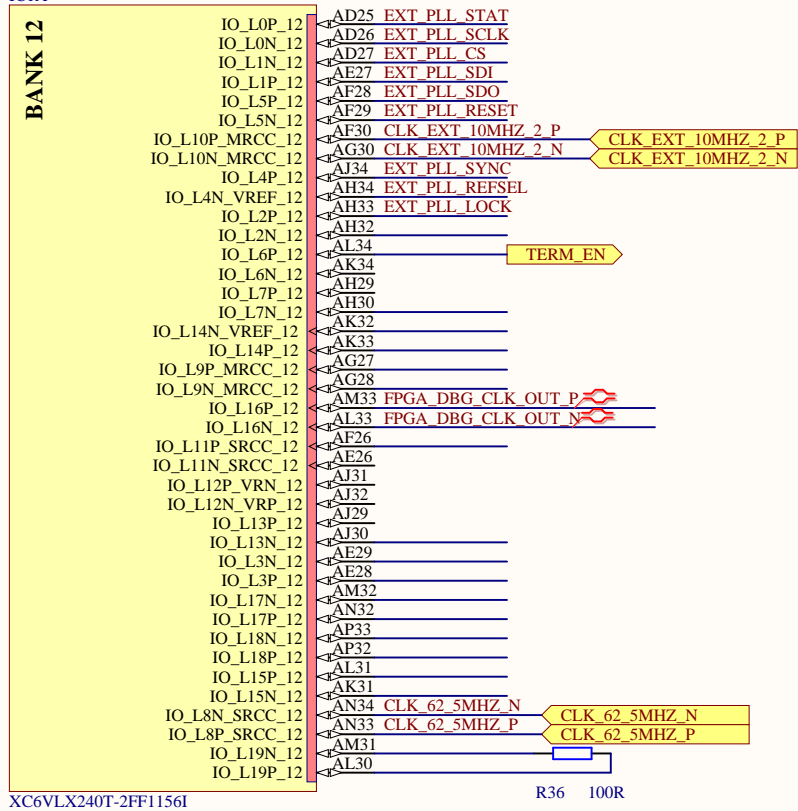 BANK 12
IO_L0P_12 AD25 EXT_PLL_STAT
IO_L0N_12 AD26 EXT_PLL_SCLK
IO_L1N_12 AD27 EXT_PLL_CS
IO_L1P_12 AE27 EXT_PLL_SDI
IO_L5P_12 AF28 EXT_PLL_SDO
IO_L5N_12 AF29 EXT_PLL_RESET
IO_L10P_MRCC_12 AF30 CLK_EXT_10MHZ_2_P CLK_EXT_10MHZ_2_P
IO_L10N_MRCC_12 AG30 CLK_EXT_10MHZ_2_N CLK_EXT_10MHZ_2_N
IO_L4P_12 AJ34 EXT_PLL_SYNC
IO_L4N_VREF_12 AH34 EXT_PLL_REFSEL
IO_L2P_12 AH33 EXT_PLL_LOCK
IO_L2N_12 AH32
IO_L6P_12 AL34 TERM_EN
IO_L6N_12 AK34
IO_L7P_12 AH29
IO_L7N_12 AH30
IO_L14N_VREF_12 AK32
IO_L14P_12 AK33
IO_L9P_MRCC_12 AG27
IO_L9N_MRCC_12 AG28
IO_L16P_12 AM33 FPGA_DBG_CLK_OUT_P
IO_L16N_12 AL33 FPGA_DBG_CLK_OUT_N
IO_L11P_SRCC_12 AF26
IO_L11N_SRCC_12 AE26
IO_L12P_VRN_12 AJ31
IO_L12N_VRP_12 AJ32
IO_L13P_12 AJ29
IO_L13N_12 AJ30
IO_L3N_12 AE29
IO_L3P_12 AE28
IO_L17N_12 AM32
IO_L17P_12 AN32
IO_L18N_12 AP33
IO_L18P_12 AP32
IO_L15P_12 AL31
IO_L15N_12 AK31
IO_L8N_SRCC_12 AN34 CLK_62_5MHZ_N CLK_62_5MHZ_N
IO_L8P_SRCC_12 AN33 CLK_62_5MHZ_P CLK_62_5MHZ_P
IO_L19N_12 AM31
IO_L19P_12 AL30
R36 100R
XC6VLX240T-2FF1156I